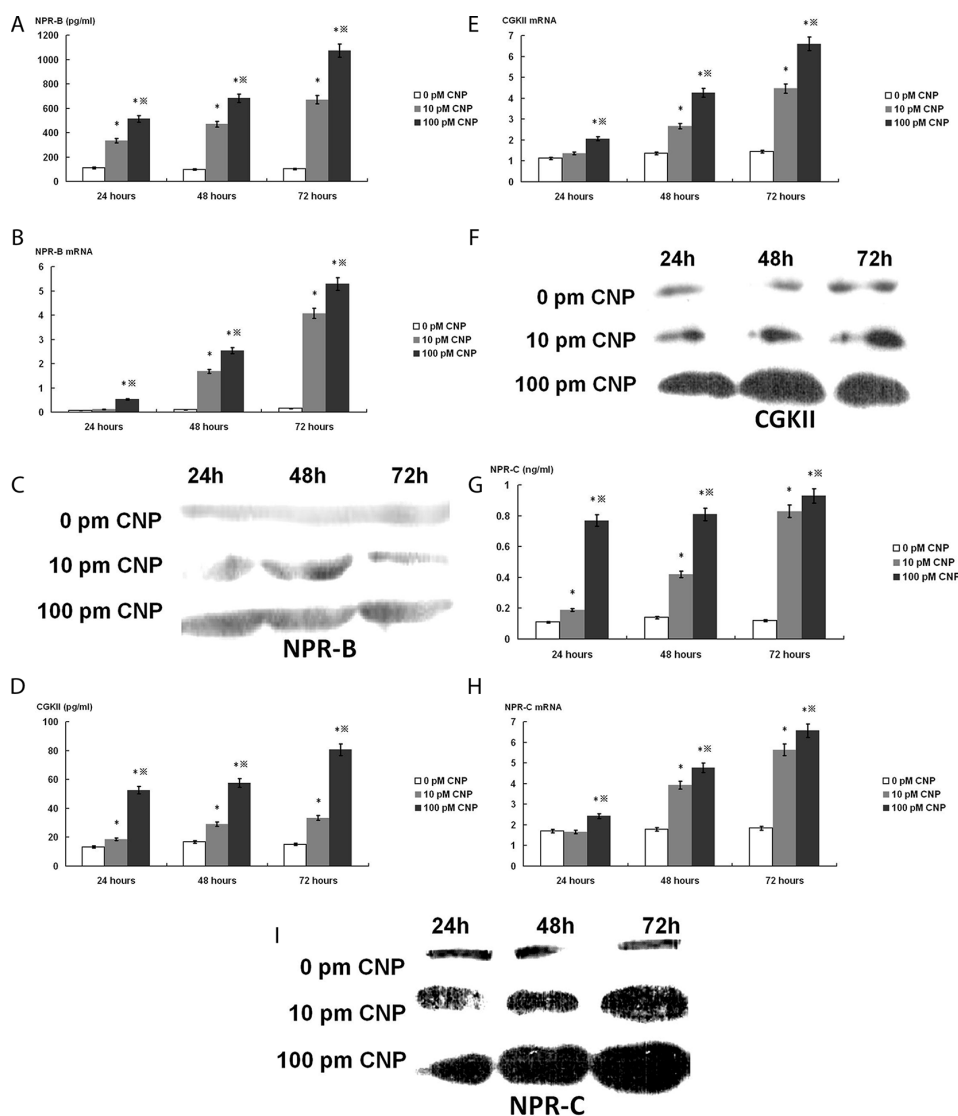 A
NPR-B (pg/ml)
1200
1000
800
600
400
200
0
* *※ * *※ * *※
24 hours 48 hours 72 hours
0 pM CNP
10 pM CNP
100 pM CNP
B
NPR-B mRNA
6
5
4
3
2
1
0
*※ * *※ * *※
24 hours 48 hours 72 hours
0 pM CNP
10 pM CNP
100 pM CNP
C
24h 48h 72h
0 pm CNP
10 pm CNP
100 pm CNP
NPR-B
D
CGKII (pg/ml)
100
80
60
40
20
0
* *※ * *※ * *※
24 hours 48 hours 72 hours
0 pM CNP
10 pM CNP
100 pM CNP
E
CGKII mRNA
7
6
5
4
3
2
1
0
*※ * *※ * *※
24 hours 48 hours 72 hours
0 pM CNP
10 pM CNP
100 pM CNP
F
24h 48h 72h
0 pm CNP
10 pm CNP
100 pm CNP
CGKII
G
NPR-C (ng/ml)
1
0.8
0.6
0.4
0.2
0
* *※ * *※ * *※
24 hours 48 hours 72 hours
0 pM CNP
10 pM CNP
100 pM CNP
H
NPR-C mRNA
7
6
5
4
3
2
1
0
*※ * *※ * *※
24 hours 48 hours 72 hours
0 pM CNP
10 pM CNP
100 pM CNP
I
24h 48h 72h
0 pm CNP
10 pm CNP
100 pm CNP
NPR-C